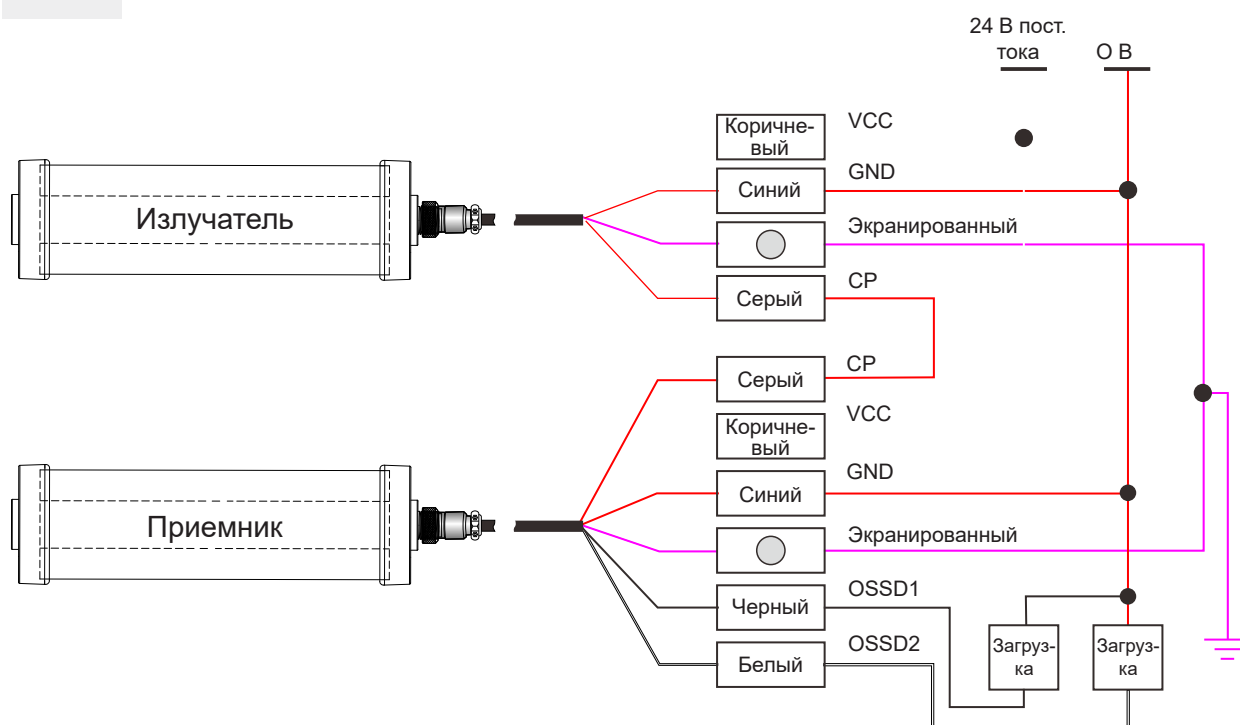 24 В пост.
тока
О В
Коричне-
вый
VCC
Синий
GND
Излучатель
Экранированный
Серый
CP
Серый
CP
Коричне-
вый
VCC
Синий
GND
Приемник
Экранированный
Черный
OSSD1
Белый
OSSD2
Загруз-
ка
Загруз-
ка